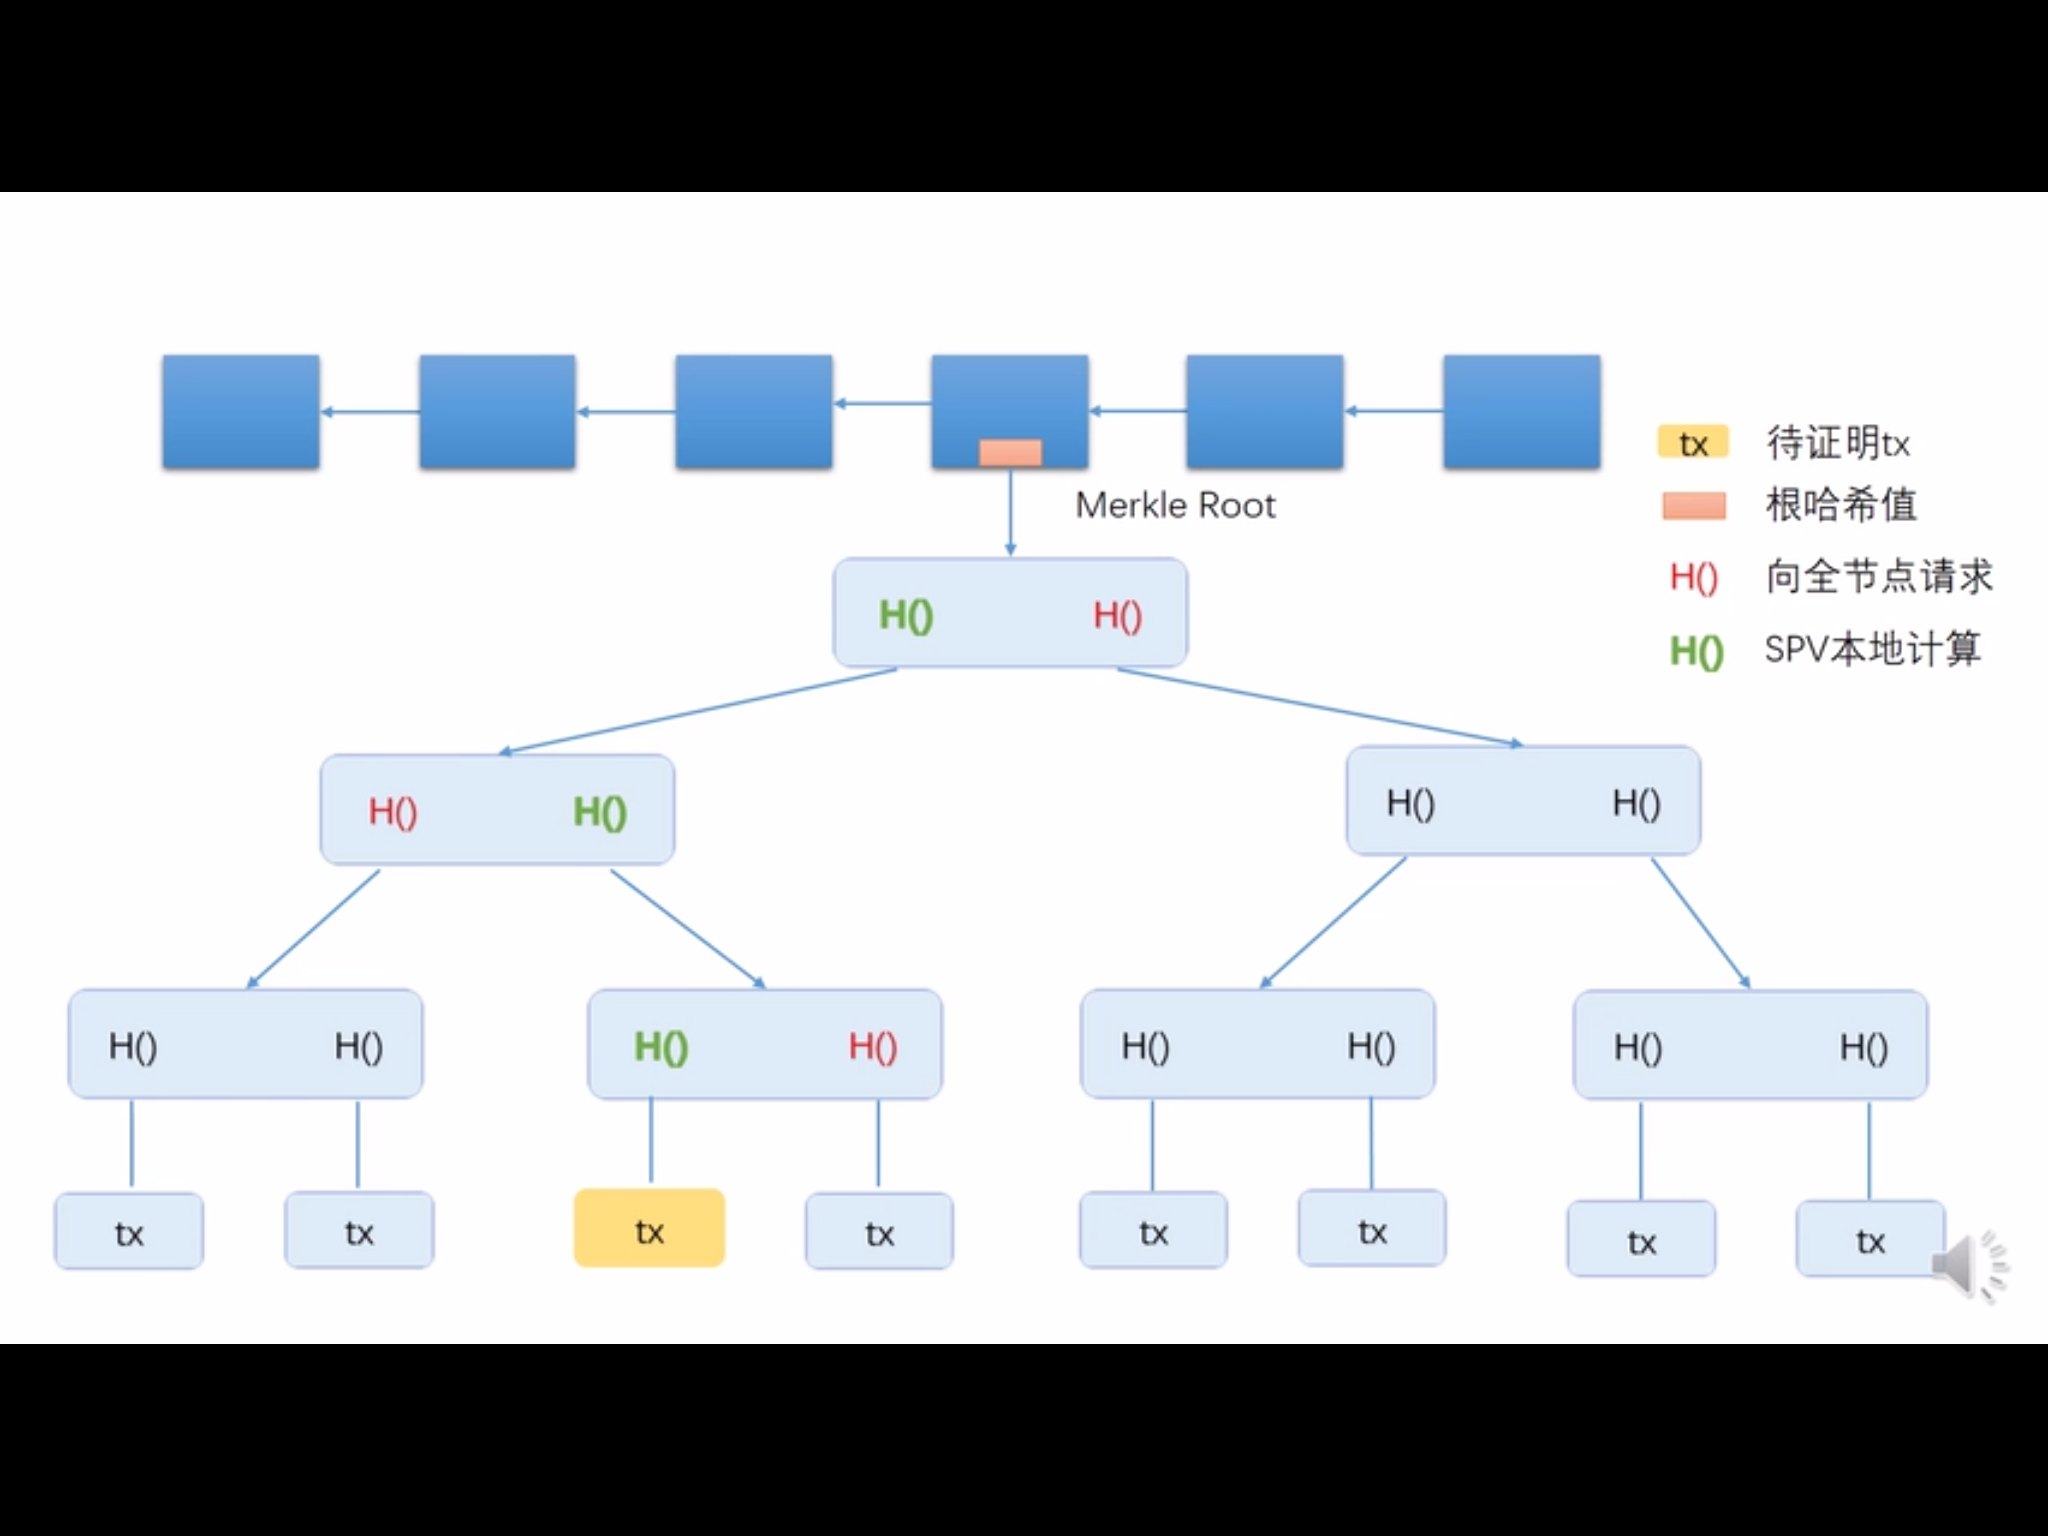 tx 待证明tx
Merkle Root
根哈希值
H() H()
H() 向全节点请求
H() SPV本地计算
H() H() H() H()
H() H() H() H() H() H() H() H()
tx tx tx tx tx tx tx tx